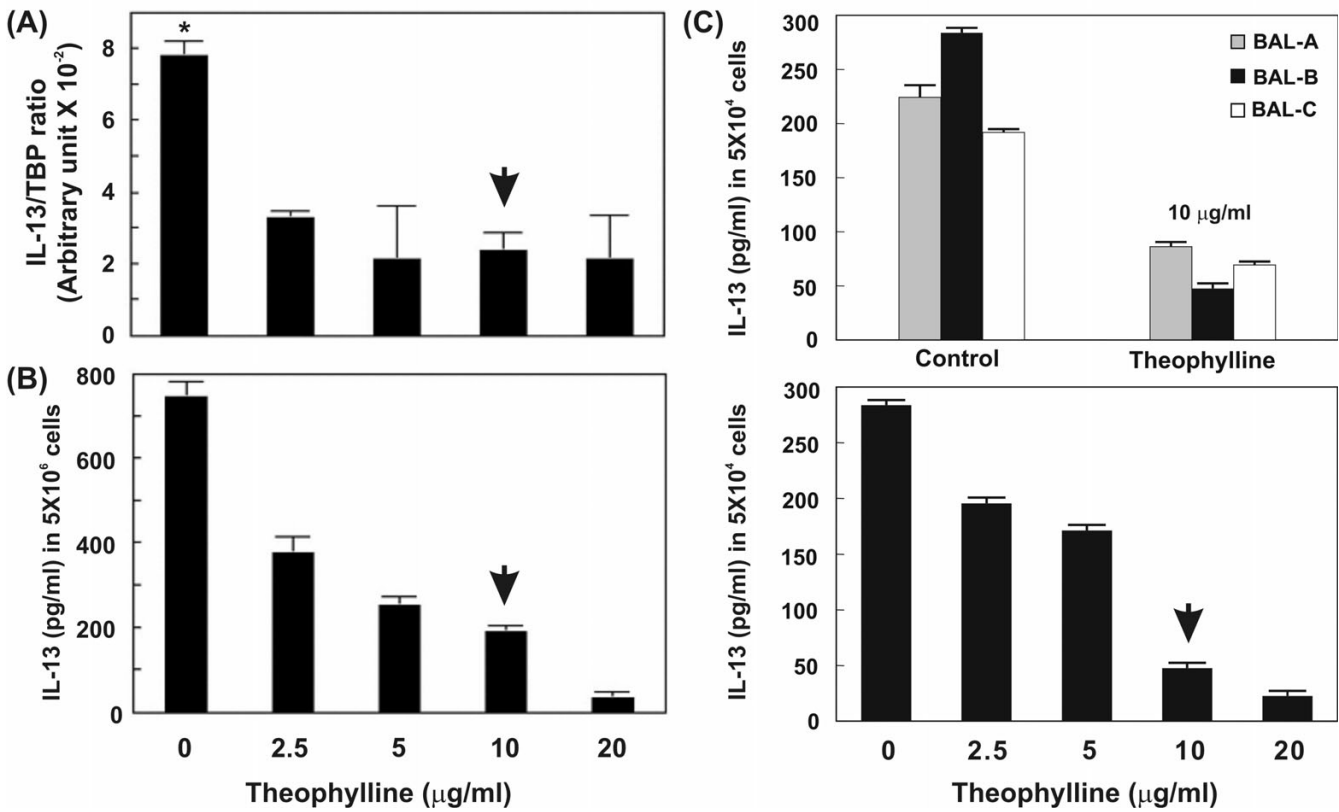 (A)
IL-13/TBP ratio
(Arbitrary unit X 10⁻²)
8
6
4
2
0
*
(B)
IL-13 (pg/ml) in 5X10⁶ cells
800
600
400
200
0
0 2.5 5 10 20
Theophylline (μg/ml)
(C)
IL-13 (pg/ml) in 5X10⁴ cells
300
250
200
150
100
50
0
BAL-A
BAL-B
BAL-C
10 μg/ml
Control Theophylline
IL-13 (pg/ml) in 5X10⁴ cells
300
250
200
150
100
50
0
0 2.5 5 10 20
Theophylline (μg/ml)